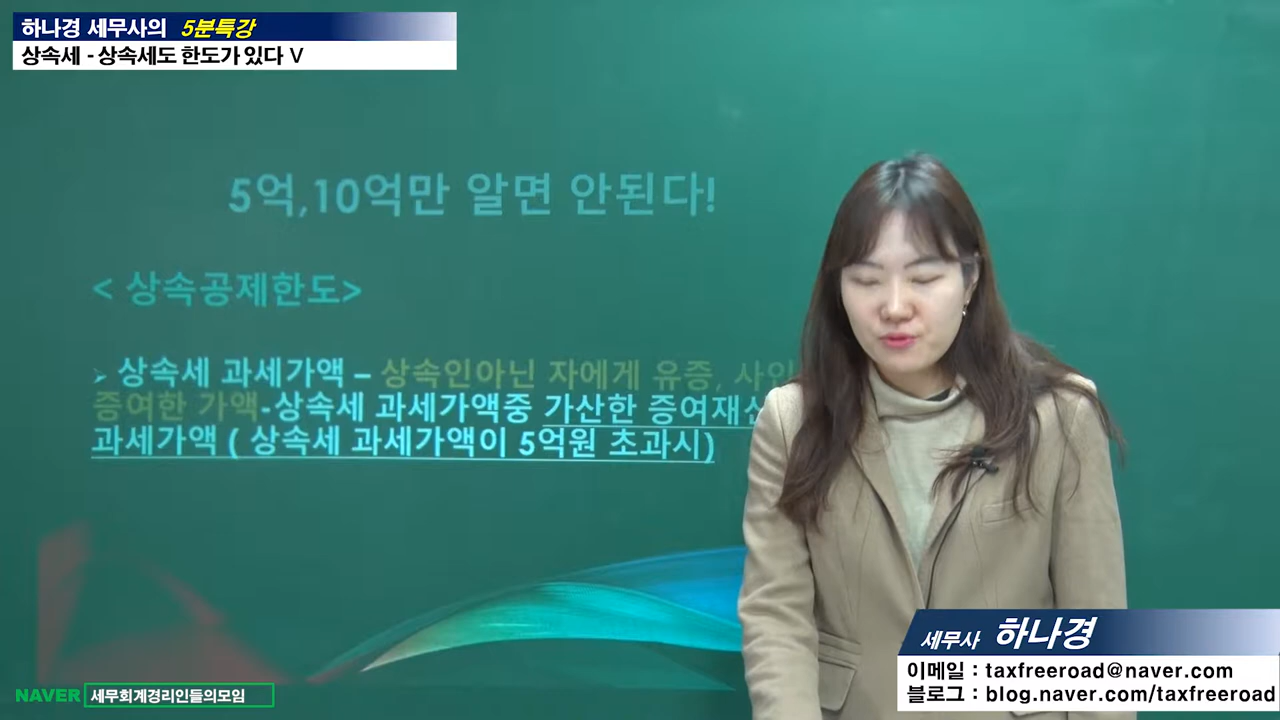 하나경 세무사의 5분특강
상속세 - 상속세도 한도가 있다 V
5억,10억만 알면 안된다!
< 상속공제한도>
➢ 상속세 과세가액 – 상속인아닌 자에게 유증, 사인
증여한 가액-상속세 과세가액중 가산한 증여재산
과세가액 ( 상속세 과세가액이 5억원 초과시)
세무사 하나경
이메일 : taxfreeroad@naver.com
블로그 : blog.naver.com/taxfreeroad
NAVER 세무회계경리인들의모임